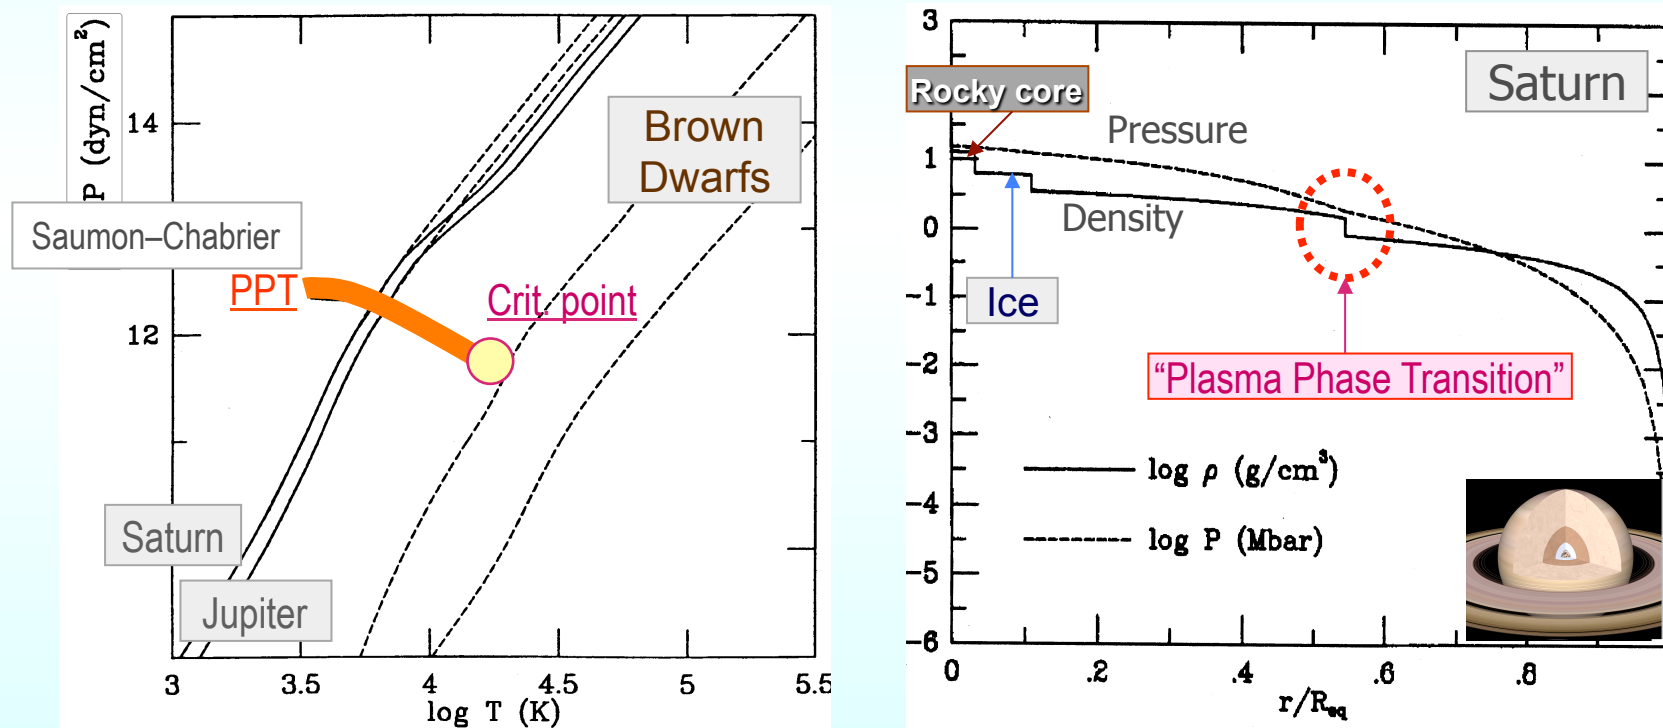 P (dyn/cm²)
14
12
Saumon–Chabrier
PPT
Crit. point
Brown
Dwarfs
Saturn
Jupiter
3
3.5
4
4.5
5
5.5
log T (K)
3
1
0
-1
-2
-3
-4
-5
-6
Rocky core
Saturn
Pressure
Density
Ice
“Plasma Phase Transition”
log ρ (g/cm³)
log P (Mbar)
0
.2
.4
.6
.8
r/Req